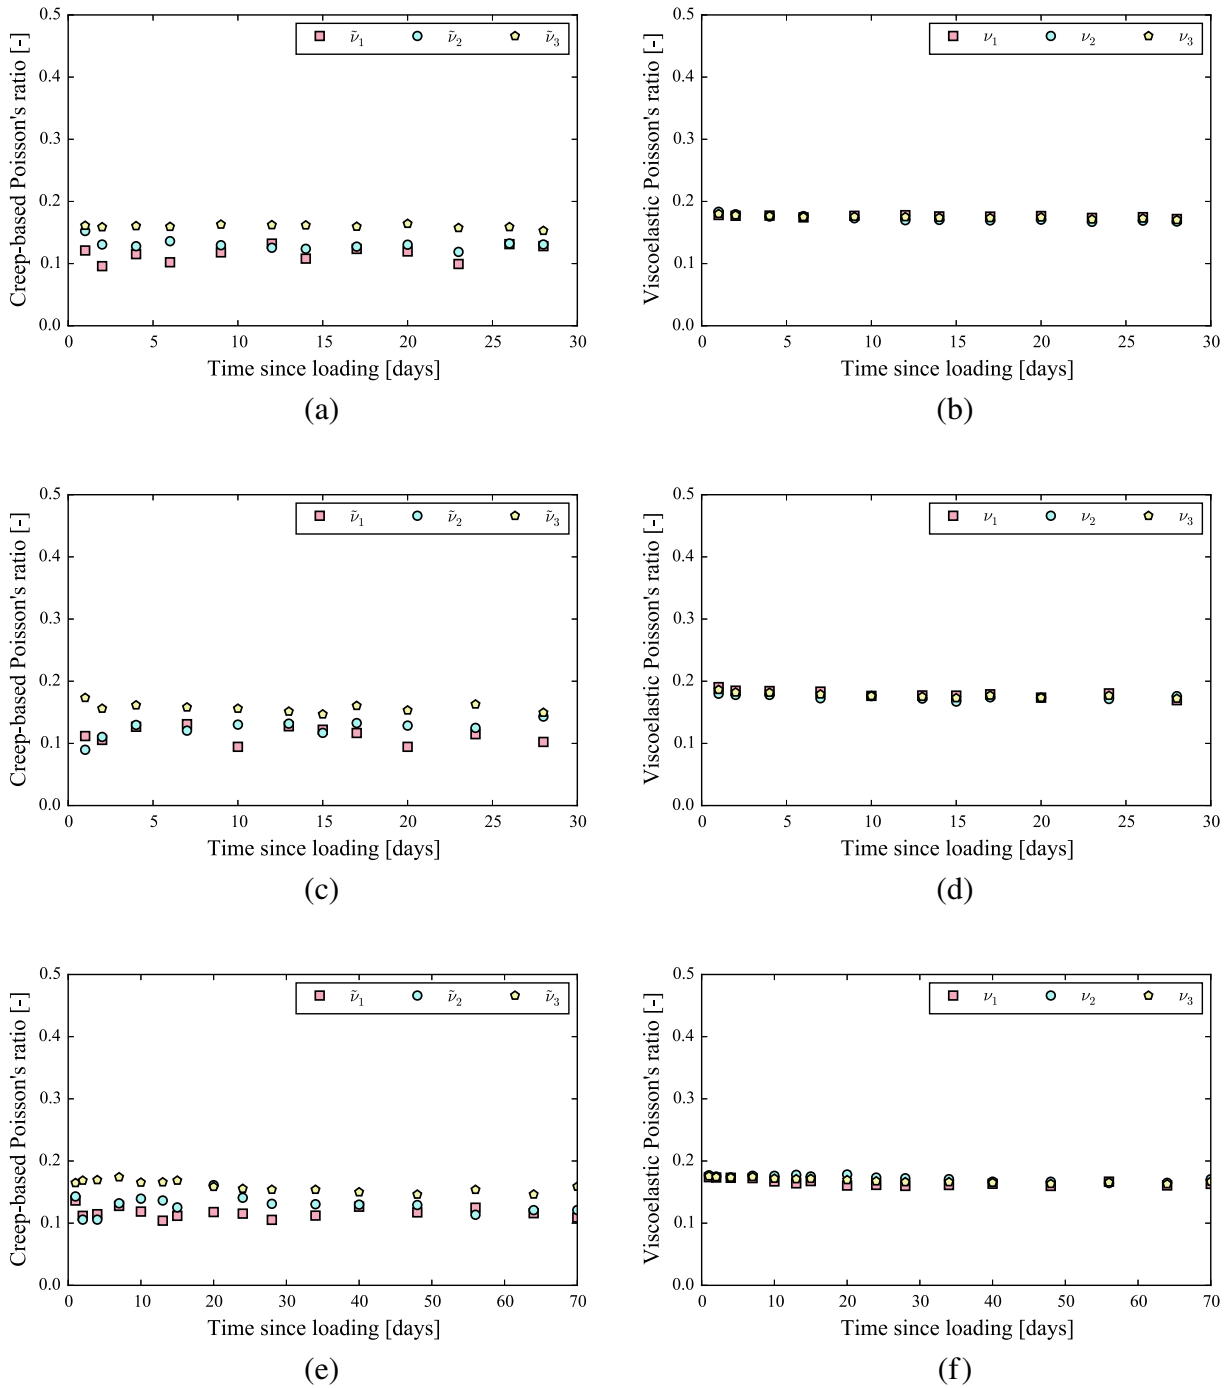 0.5
0.4
0.3
0.2
0.1
0.0
Creep-based Poisson's ratio [-]
ν̃₁ ν̃₂ ν̃₃
0 5 10 15 20 25 30
Time since loading [days]
(a)
0.5
0.4
0.3
0.2
0.1
0.0
Viscoelastic Poisson's ratio [-]
ν₁ ν₂ ν₃
0 5 10 15 20 25 30
Time since loading [days]
(b)
0.5
0.4
0.3
0.2
0.1
0.0
Creep-based Poisson's ratio [-]
ν̃₁ ν̃₂ ν̃₃
0 5 10 15 20 25 30
Time since loading [days]
(c)
0.5
0.4
0.3
0.2
0.1
0.0
Viscoelastic Poisson's ratio [-]
ν₁ ν₂ ν₃
0 5 10 15 20 25 30
Time since loading [days]
(d)
0.5
0.4
0.3
0.2
0.1
0.0
Creep-based Poisson's ratio [-]
ν̃₁ ν̃₂ ν̃₃
0 10 20 30 40 50 60 70
Time since loading [days]
(e)
0.5
0.4
0.3
0.2
0.1
0.0
Viscoelastic Poisson's ratio [-]
ν₁ ν₂ ν₃
0 10 20 30 40 50 60 70
Time since loading [days]
(f)